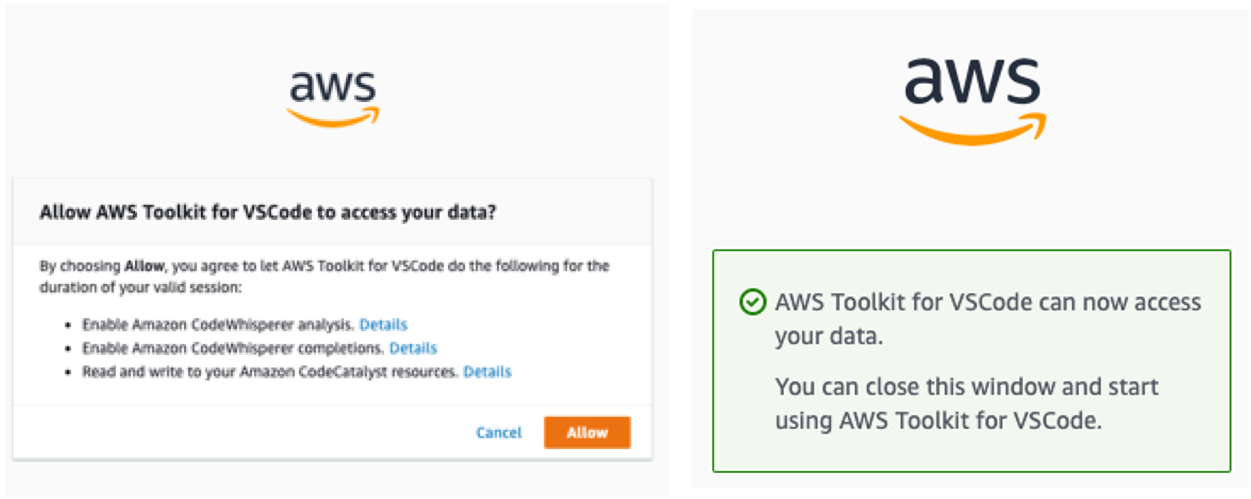 aws
Allow AWS Toolkit for VSCode to access your data?
By choosing Allow, you agree to let AWS Toolkit for VSCode do the following for the
duration of your valid session:
• Enable Amazon CodeWhisperer analysis. Details
• Enable Amazon CodeWhisperer completions. Details
• Read and write to your Amazon CodeCatalyst resources. Details
Cancel Allow
aws
AWS Toolkit for VSCode can now access
your data.
You can close this window and start
using AWS Toolkit for VSCode.